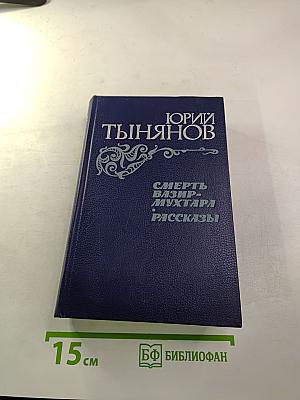 ЮРИЙ
ТЫНЯНОВ
СМЕРТЬ
ВАЗИР-
МУХТАРА
•
РАССКАЗЫ
15 см
БФ БИБЛИОФАН